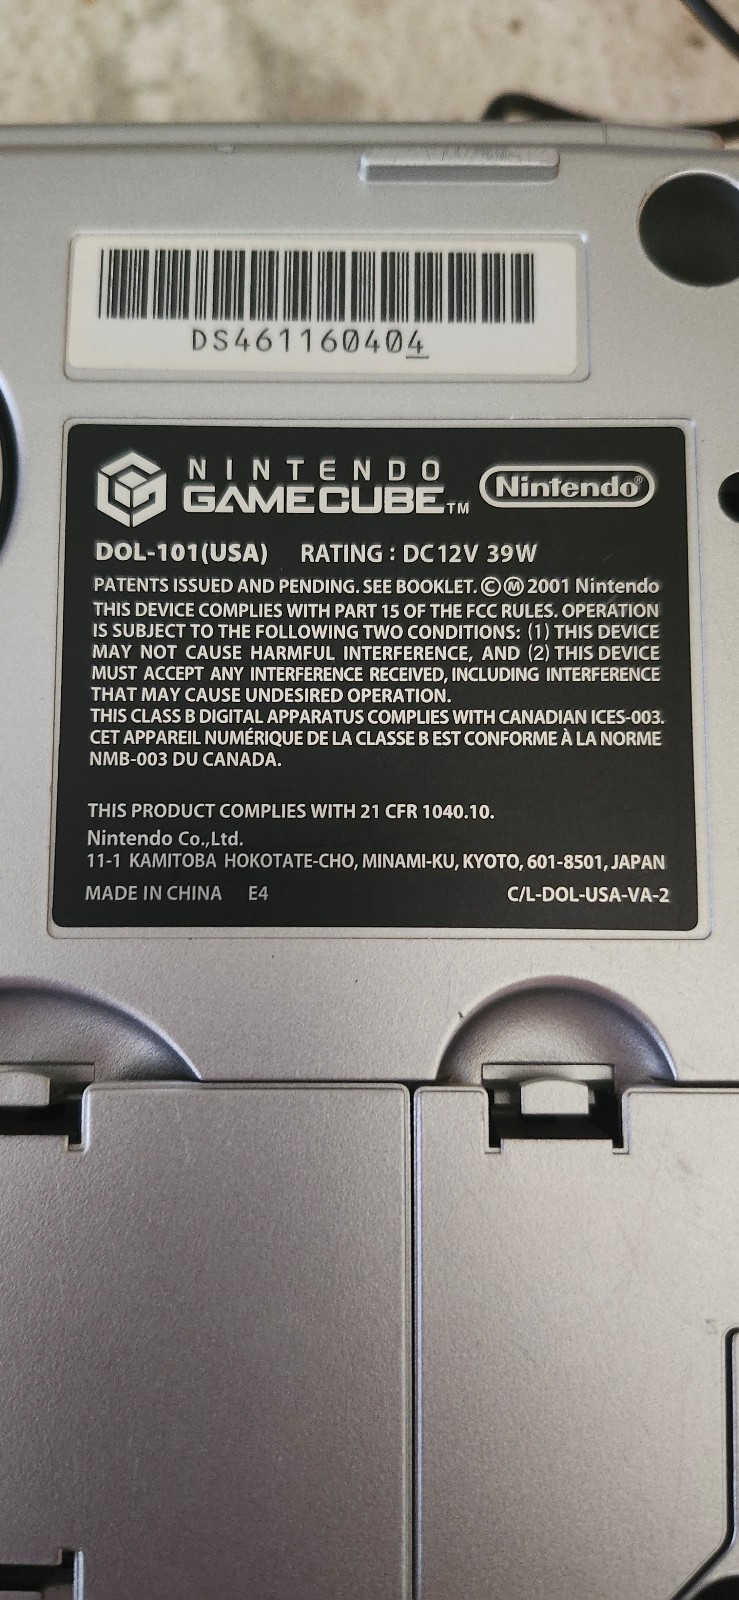 DS461160404
NINTENDO
GAMECUBE™ Nintendo®
DOL-101(USA) RATING : DC12V 39W
PATENTS ISSUED AND PENDING. SEE BOOKLET. ©Ⓜ2001 Nintendo
THIS DEVICE COMPLIES WITH PART 15 OF THE FCC RULES. OPERATION
IS SUBJECT TO THE FOLLOWING TWO CONDITIONS: (1) THIS DEVICE
MAY NOT CAUSE HARMFUL INTERFERENCE, AND (2) THIS DEVICE
MUST ACCEPT ANY INTERFERENCE RECEIVED, INCLUDING INTERFERENCE
THAT MAY CAUSE UNDESIRED OPERATION.
THIS CLASS B DIGITAL APPARATUS COMPLIES WITH CANADIAN ICES-003.
CET APPAREIL NUMÉRIQUE DE LA CLASSE B EST CONFORME À LA NORME
NMB-003 DU CANADA.
THIS PRODUCT COMPLIES WITH 21 CFR 1040.10.
Nintendo Co.,Ltd.
11-1 KAMITOBA HOKOTATE-CHO, MINAMI-KU, KYOTO, 601-8501, JAPAN
MADE IN CHINA E4 C/L-DOL-USA-VA-2